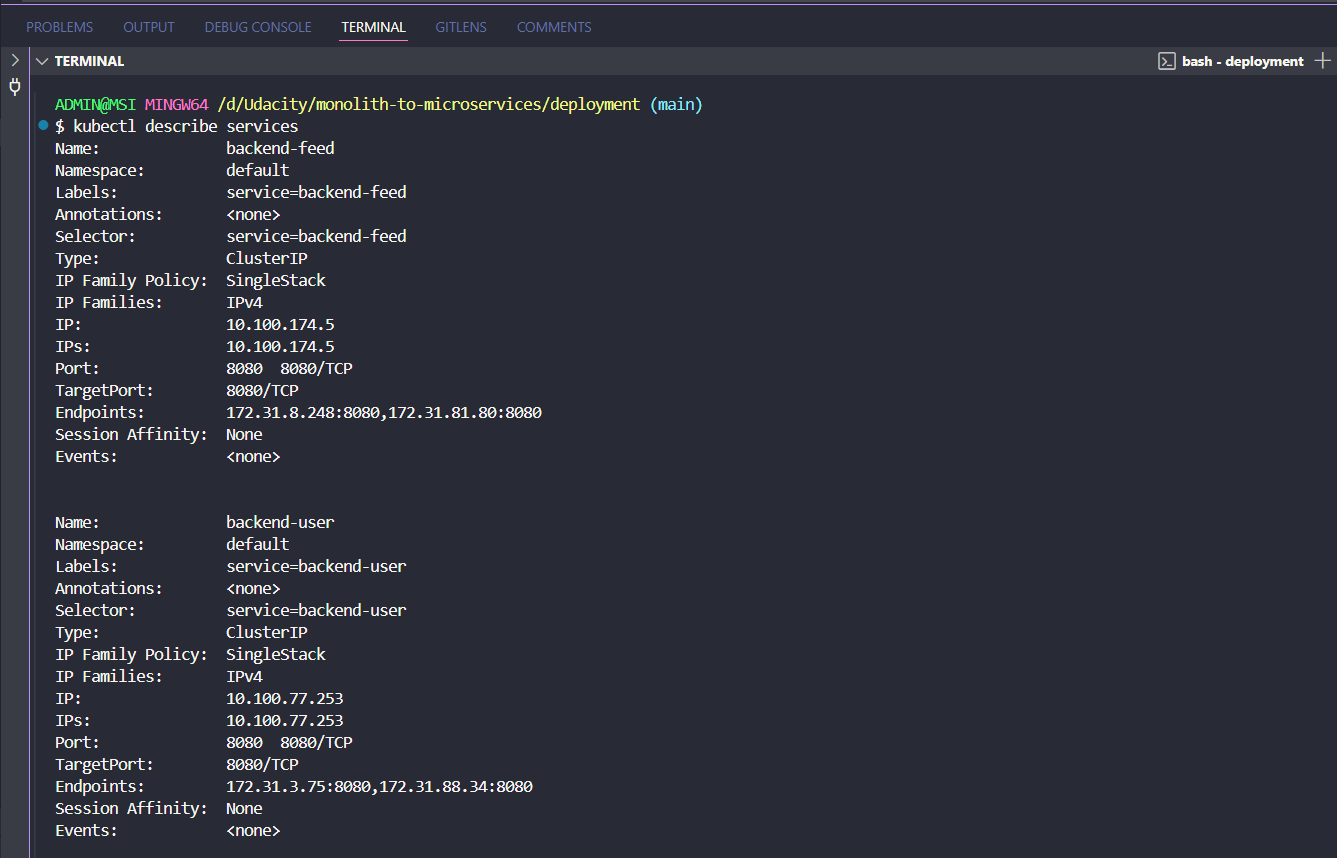 PROBLEMS OUTPUT DEBUG CONSOLE TERMINAL GITLENS COMMENTS
TERMINAL bash - deployment
ADMIN@MSI MINGW64 /d/Udacity/monolith-to-microservices/deployment (main)
$ kubectl describe services
Name:              backend-feed
Namespace:         default
Labels:            service=backend-feed
Annotations:       <none>
Selector:          service=backend-feed
Type:              ClusterIP
IP Family Policy:  SingleStack
IP Families:       IPv4
IP:                10.100.174.5
IPs:               10.100.174.5
Port:              8080  8080/TCP
TargetPort:        8080/TCP
Endpoints:         172.31.8.248:8080,172.31.81.80:8080
Session Affinity:  None
Events:            <none>
Name:              backend-user
Namespace:         default
Labels:            service=backend-user
Annotations:       <none>
Selector:          service=backend-user
Type:              ClusterIP
IP Family Policy:  SingleStack
IP Families:       IPv4
IP:                10.100.77.253
IPs:               10.100.77.253
Port:              8080  8080/TCP
TargetPort:        8080/TCP
Endpoints:         172.31.3.75:8080,172.31.88.34:8080
Session Affinity:  None
Events:            <none>